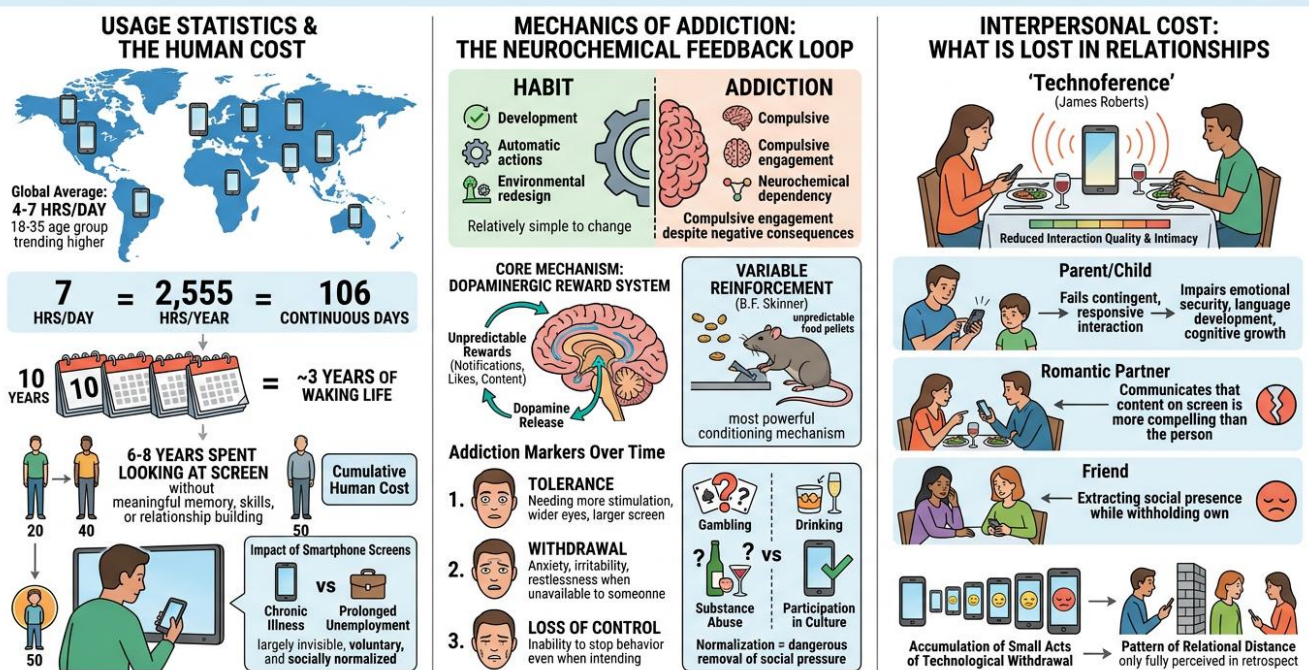 USAGE STATISTICS &
THE HUMAN COST
Global Average:
4-7 HRS/DAY
18-35 age group
trending higher
7
HRS/DAY
=
2,555
HRS/YEAR
=
106
CONTINUOUS DAYS
10
YEARS
10
=
~3 YEARS OF
WAKING LIFE
6-8 YEARS SPENT
LOOKING AT SCREEN
without
meaningful memory, skills,
or relationship building
20
40
50
Cumulative
Human Cost
50
Impact of Smartphone Screens
Chronic
Illness
VS
Prolonged
Unemployment
largely invisible, voluntary,
and socially normalized
MECHANICS OF ADDICTION:
THE NEUROCHEMICAL FEEDBACK LOOP
HABIT
Development
Automatic
actions
Environmental
redesign
Relatively simple to change
ADDICTION
Compulsive
Compulsive
engagement
Neurochemical
dependency
Compulsive engagement
despite negative consequences
CORE MECHANISM:
DOPAMINERGIC REWARD SYSTEM
Unpredictable
Rewards
(Notifications,
Likes, Content)
Dopamine
Release
VARIABLE
REINFORCEMENT
(B.F. Skinner)
unpredictable
food pellets
most powerful
conditioning mechanism
Addiction Markers Over Time
1.
TOLERANCE
Needing more stimulation,
wider eyes, larger screen
2.
WITHDRAWAL
Anxiety, irritability,
restlessness when
unavailable to someonne
3.
LOSS OF CONTROL
Inability to stop behavior
even when intending
? ?
Gambling
Drinking
? ? vs
Substance
Abuse
Participation
in Culture
Normalization = dangerous
removal of social pressure
INTERPERSONAL COST:
WHAT IS LOST IN RELATIONSHIPS
'Technoference'
(James Roberts)
Reduced Interaction Quality & Intimacy
Parent/Child
Fails contingent,
responsive
interaction
Impairs emotional
security, language
development,
cognitive growth
Romantic Partner
Communicates that
content on screen is
more compelling than
the person
Friend
Extracting social presence
while withholding own
Accumulation of Small Acts
of Technological Withdrawal
Pattern of Relational Distance
only fully perceived in retrospect